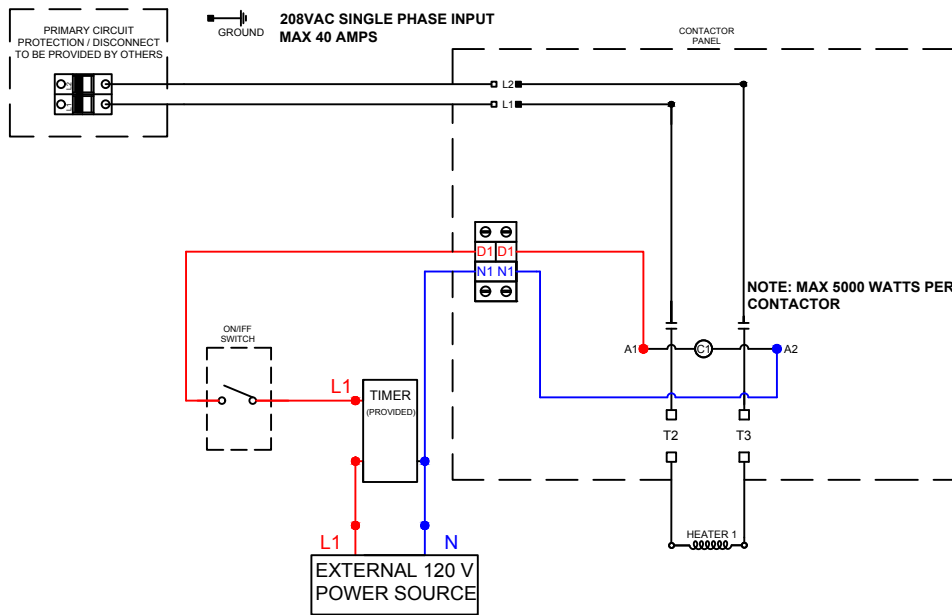 208VAC SINGLE PHASE INPUT
MAX 40 AMPS
GROUND
PRIMARY CIRCUIT
PROTECTION / DISCONNECT
TO BE PROVIDED BY OTHERS
L2
L1
CONTACTOR
PANEL
L2
L1
D1 D1
N1 N1
NOTE: MAX 5000 WATTS PER
CONTACTOR
A1 C1 A2
ON/IFF
SWITCH
L1
TIMER
(PROVIDED)
T2 T3
HEATER 1
L1 N
EXTERNAL 120 V
POWER SOURCE